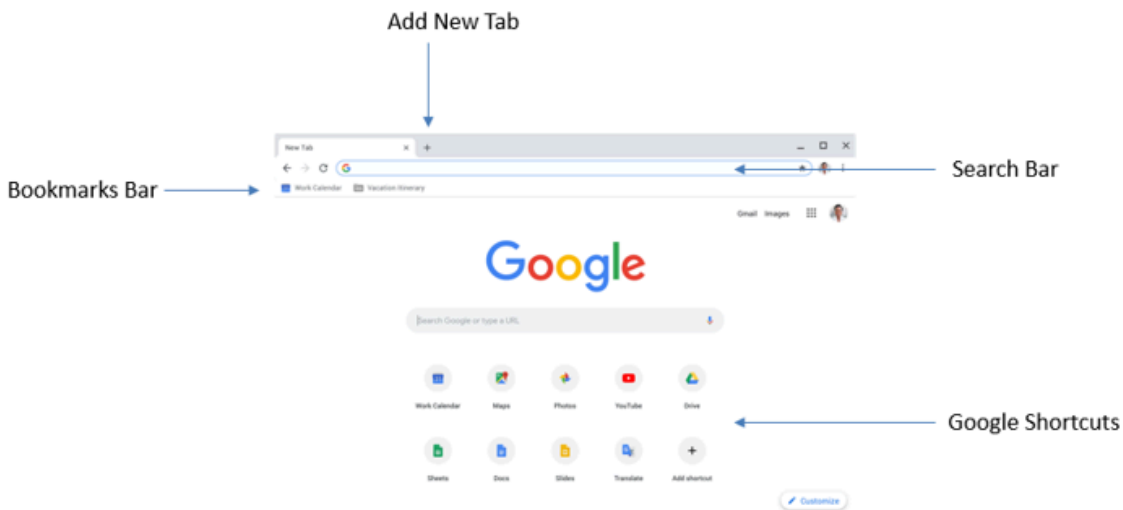 Add New Tab
New Tab
Search Bar
Bookmarks Bar
Work Calendar Vacation Itinerary
Gmail Images
Google
Search Google or type a URL
Work Calendar Maps Photos YouTube Drive
Google Shortcuts
Sheets Docs Slides Translate Add shortcut
Customize